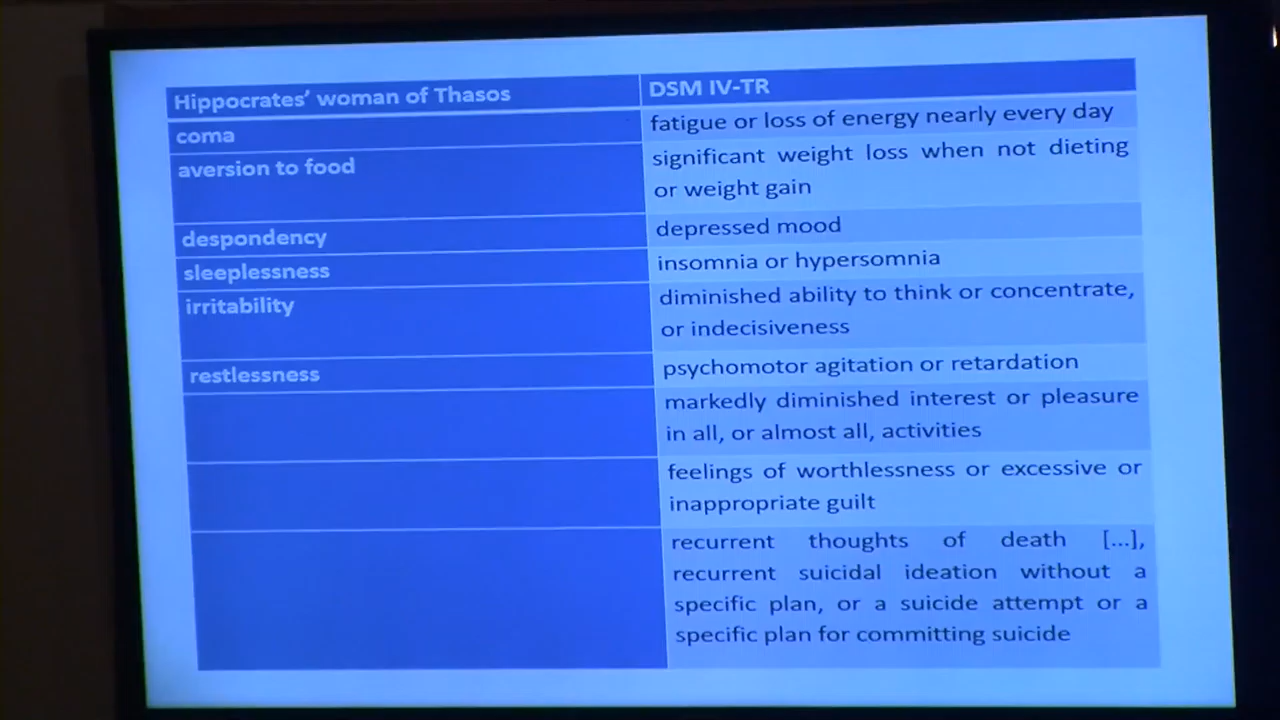 Hippocrates’ woman of Thasos
DSM IV-TR
coma
fatigue or loss of energy nearly every day
aversion to food
significant weight loss when not dieting
or weight gain
despondency
depressed mood
sleeplessness
insomnia or hypersomnia
irritability
diminished ability to think or concentrate,
or indecisiveness
restlessness
psychomotor agitation or retardation
markedly diminished interest or pleasure
in all, or almost all, activities
feelings of worthlessness or excessive or
inappropriate guilt
recurrent thoughts of death [...],
recurrent suicidal ideation without a
specific plan, or a suicide attempt or a
specific plan for committing suicide